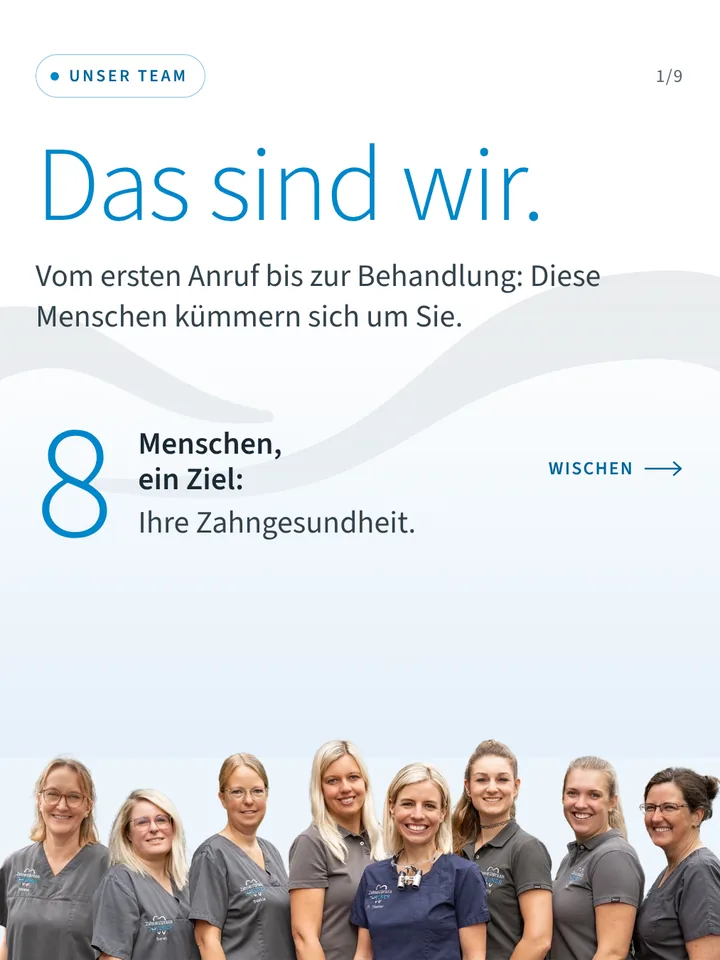 UNSER TEAM
1/9
Das sind wir.
Vom ersten Anruf bis zur Behandlung: Diese
Menschen kümmern sich um Sie.
8
Menschen,
ein Ziel:
Ihre Zahngesundheit.
WISCHEN